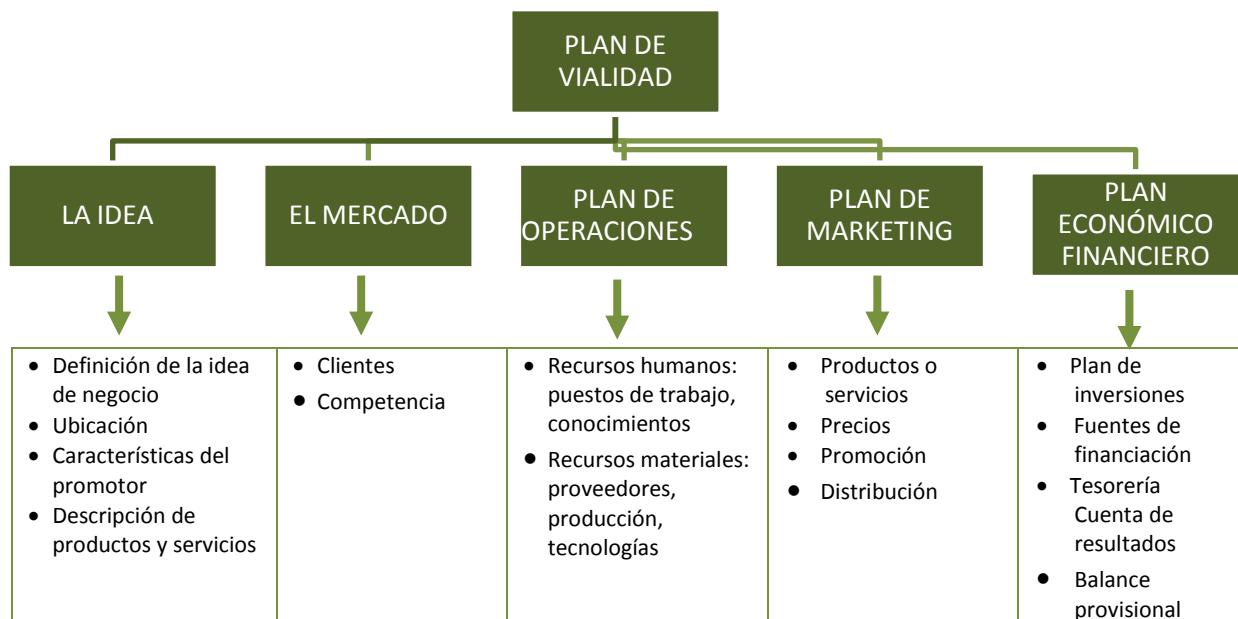 PLAN DE
VIALIDAD
LA IDEA
EL MERCADO
PLAN DE
OPERACIONES
PLAN DE
MARKETING
PLAN
ECONÓMICO
FINANCIERO
• Definición de la idea
de negocio
• Ubicación
• Característicás del
promotor
• Descripción de
productos y servicios
• Clientes
• Competencia
• Recursos humanos:
puestos de trabajo,
conocimientos
• Recursos materiales:
proveedores,
producción,
tecnologías
• Productos o
servicios
• Precios
• Promoción
• Distribución
• Plan de
inversiones
• Fuentes de
financiación
• Tesorería
Cuenta de
resultados
• Balance
provisional